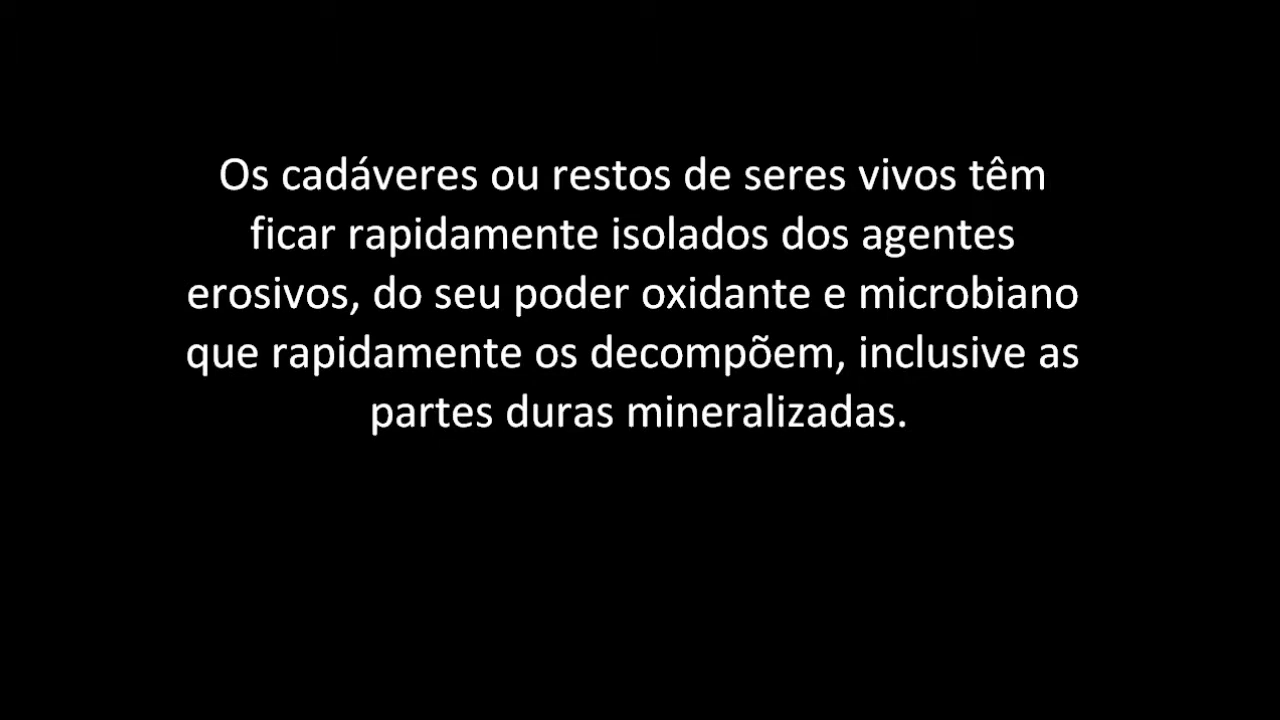 Os cadáveres ou restos de seres vivos têm
ficar rapidamente isolados dos agentes
erosivos, do seu poder oxidante e microbiano
que rapidamente os decompõem, inclusive as
partes duras mineralizadas.